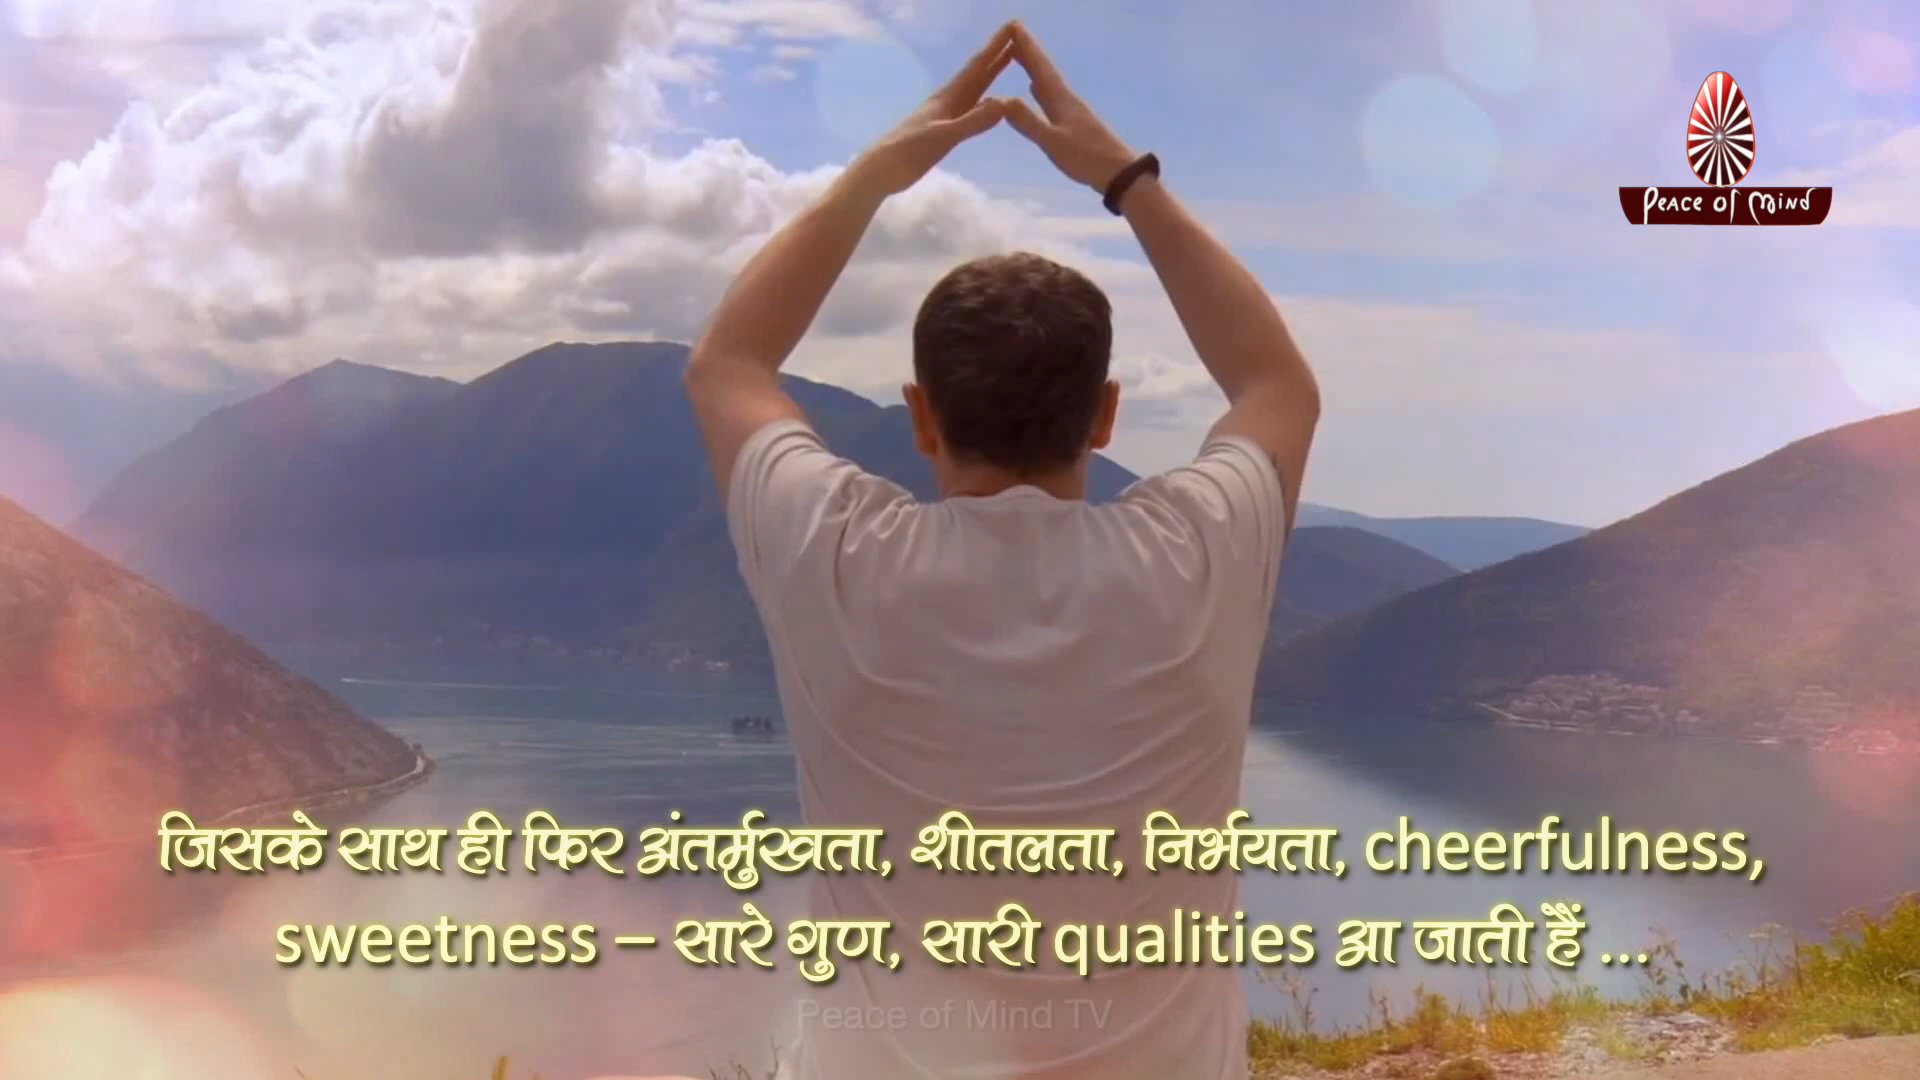 Peace of Mind
जिसके साथ ही फिर अंतर्मुखता, शीतलता, निर्भयता, cheerfulness,
sweetness – सारे गुण, सारी qualities आ जाती हैं ...
Peace of Mind TV